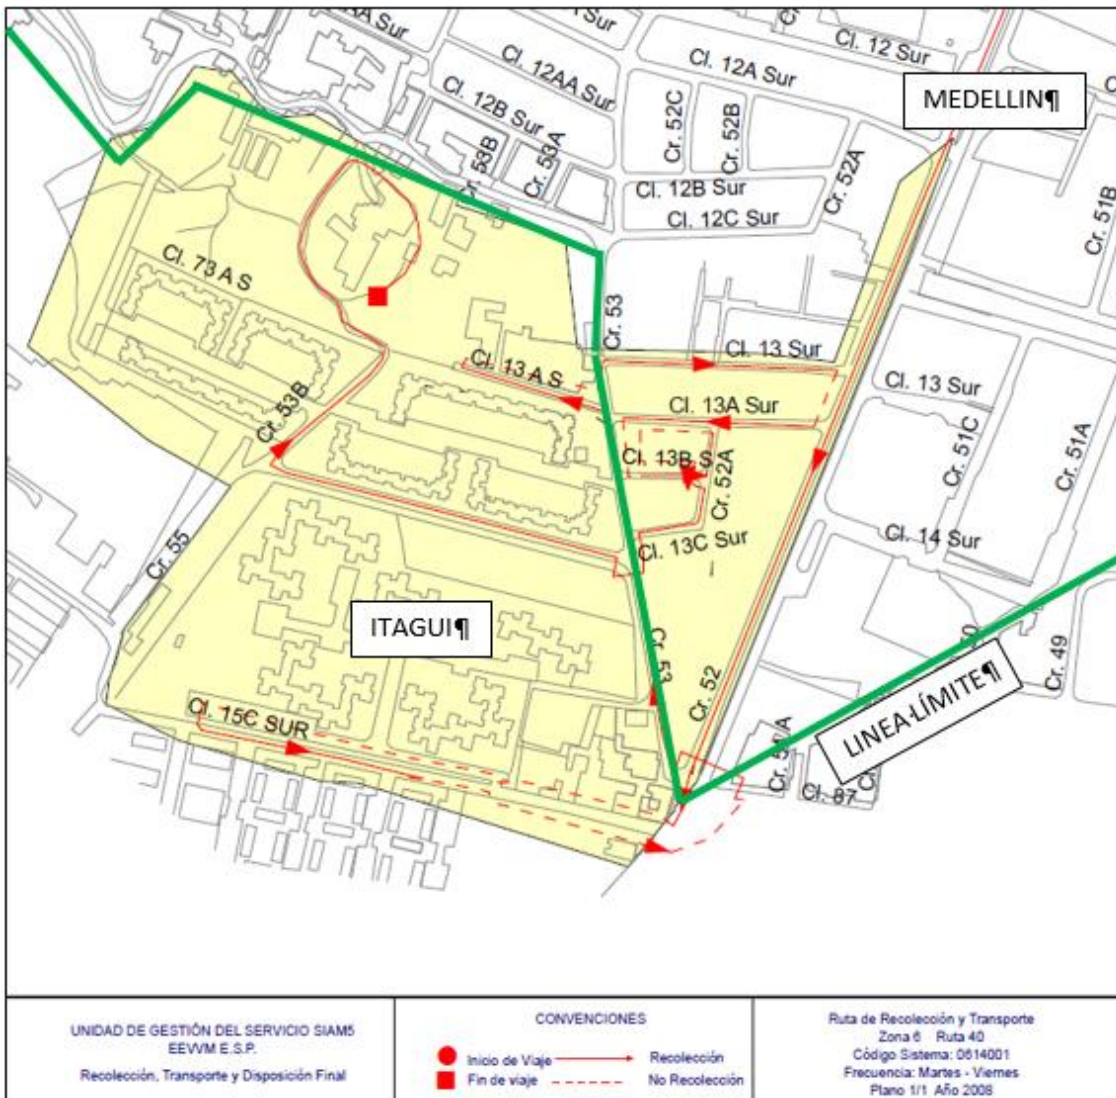 Cl. 12 Sur
Cl. 12AA Sur
Cl. 12A Sur
MEDELLIN¶
Cl. 12B Sur
Cr. 53B
Cr. 53A
Cr. 52C
Cr. 52B
Cr. 52A
Cl. 12B Sur
Cl. 12C Sur
Cr. 51B
Cl. 73 A S
Cr. 53
Cl. 13 Sur
Cl. 13 A S
Cl. 13A Sur
Cl. 13 Sur
Cr. 51C
Cr. 51A
Cr. 53B
Cl. 13B S
Cr. 52A
Cl. 13C Sur
Cl. 14 Sur
Cr. 55
ITAGUI¶
Cr. 53
Cr. 52
Cr. 49
LINEA·LÍMITE¶
Cl. 15C SUR
Cl. 87
UNIDAD DE GESTIÓN DEL SERVICIO SIAM5
EEVVM E.S.P.
Recolección, Transporte y Disposición Final
CONVENCIONES
Inicio de Viaje
Recolección
Fin de viaje
No Recolección
Ruta de Recolección y Transporte
Zona 6 Ruta 40
Código Sistema: 0614001
Frecuencia: Martes - Viernes
Plano 1/1 Año 2008